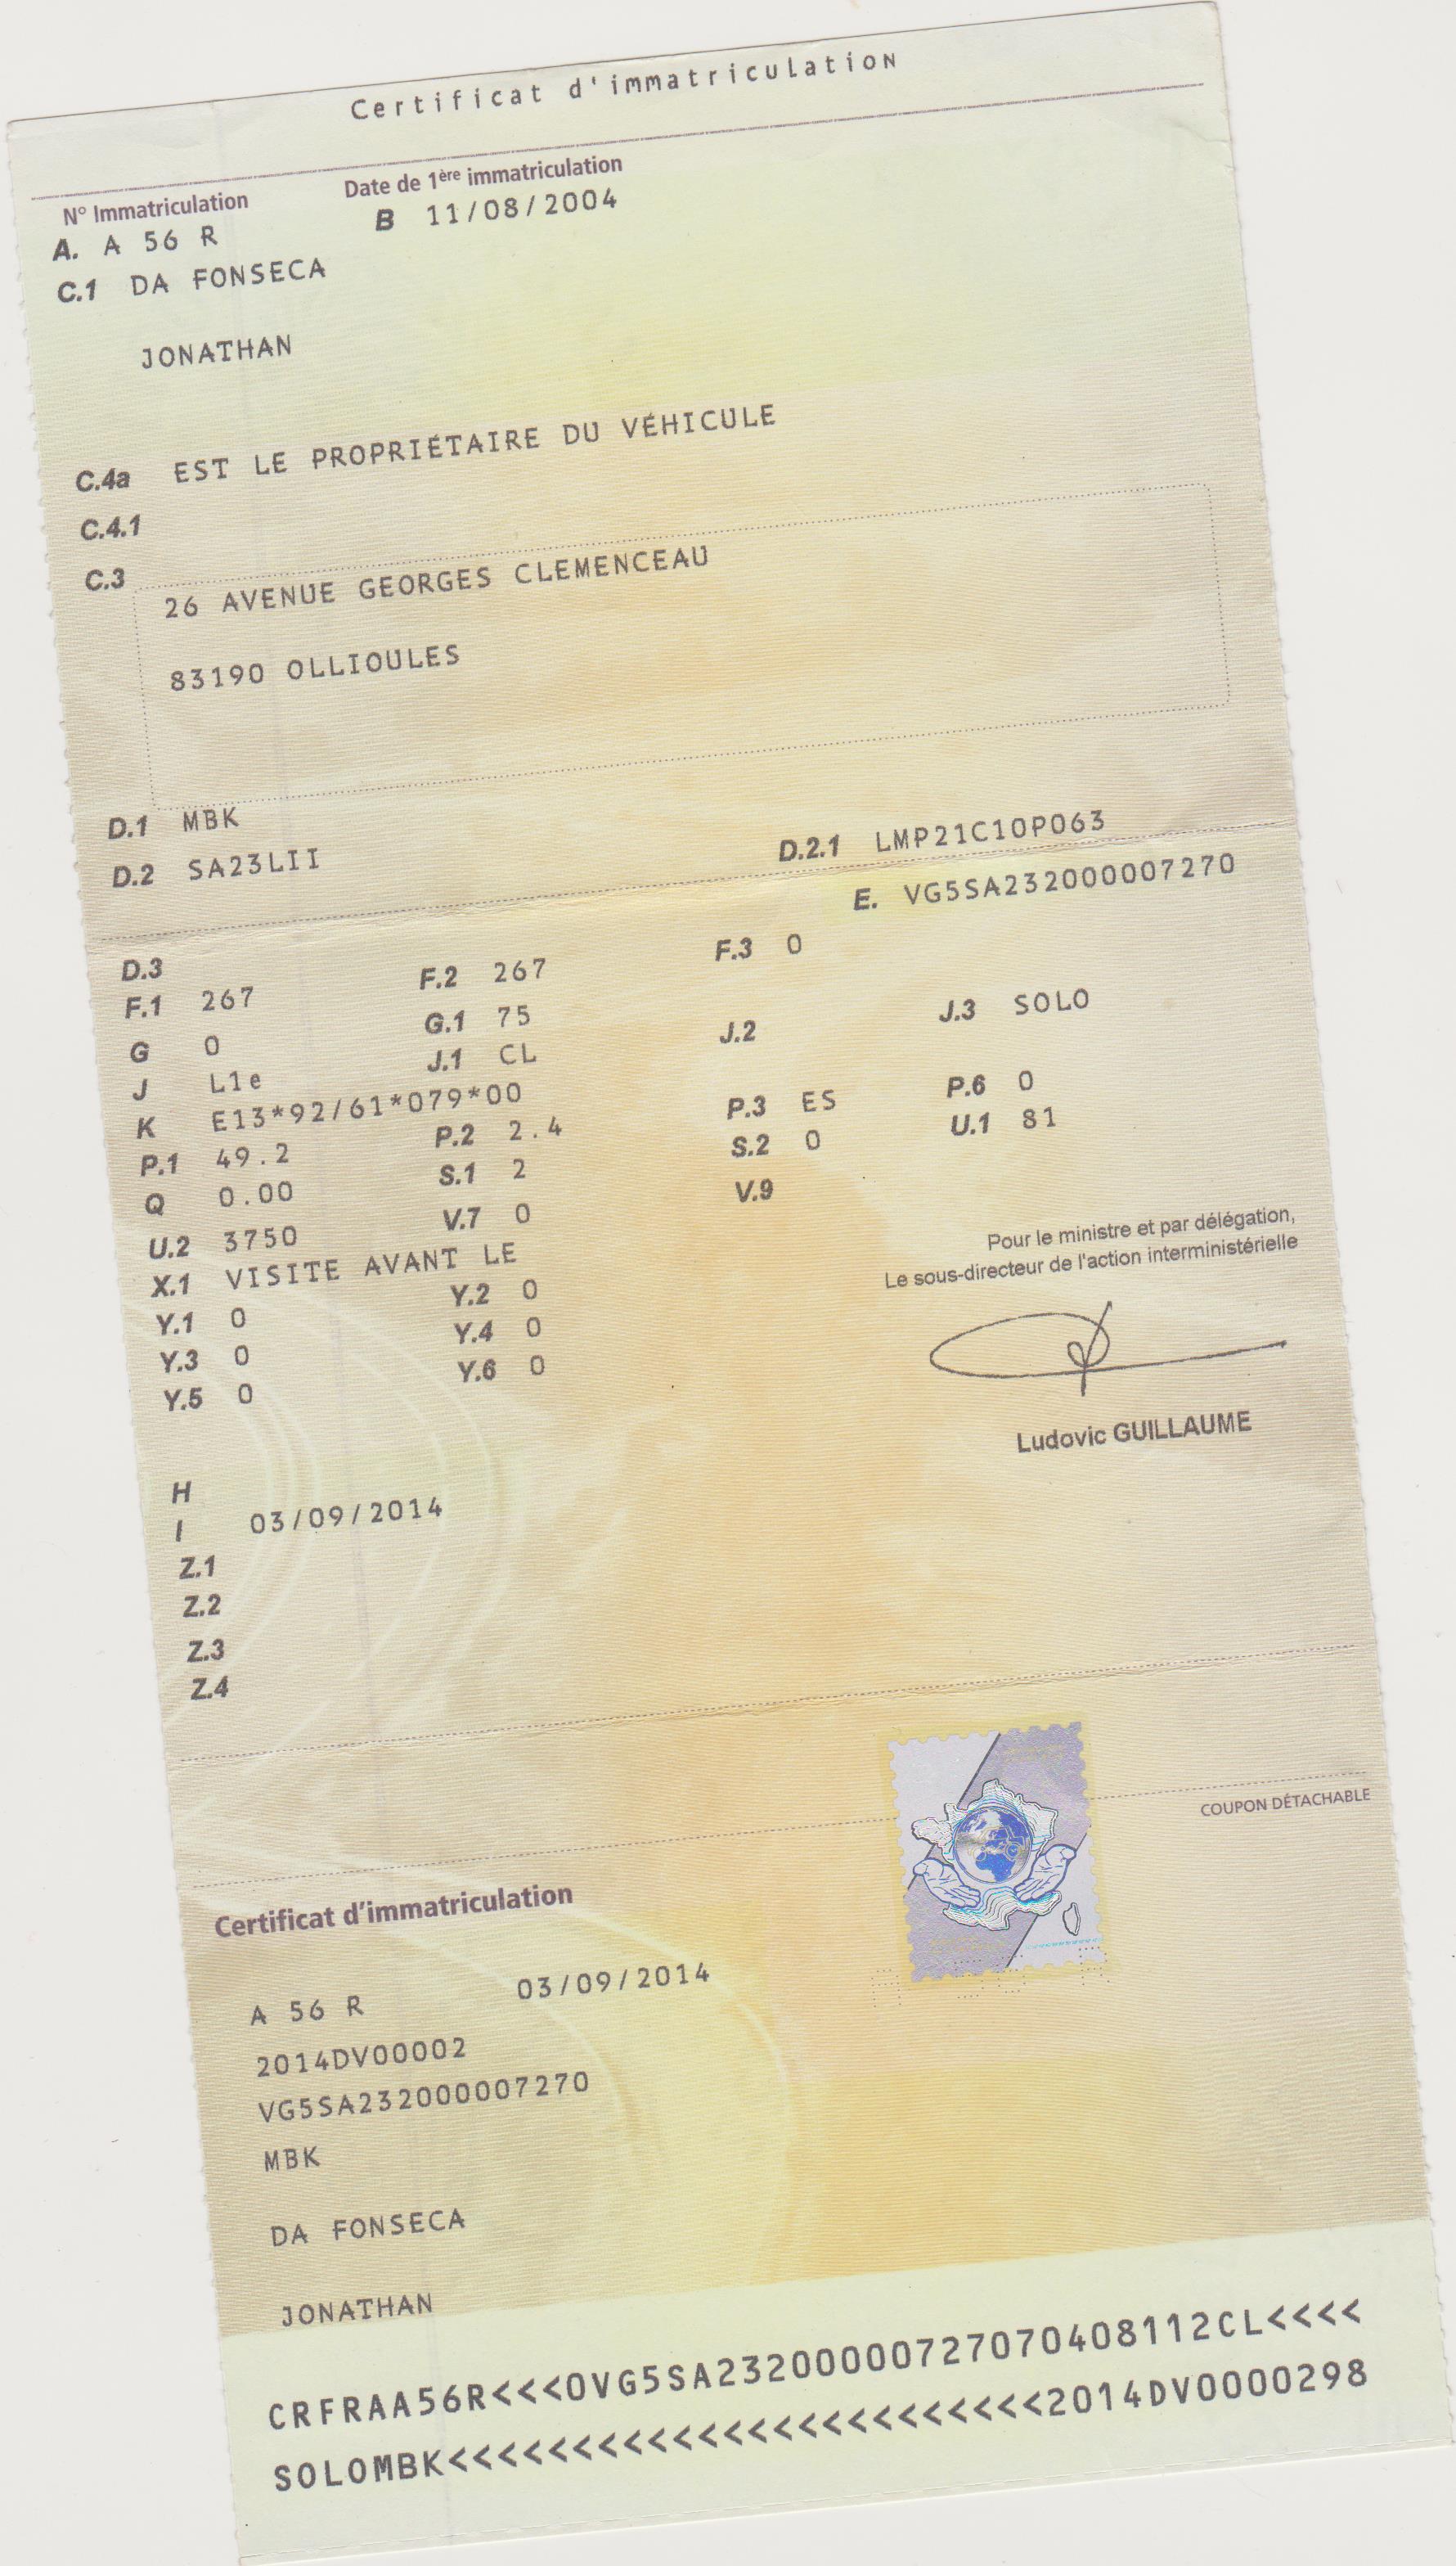 Certificat d'immatriculation
N° Immatriculation Date de 1ère immatriculation
A. A 56 R B 11/08/2004
C.1 DA FONSECA
JONATHAN
C.4a EST LE PROPRIÉTAIRE DU VÉHICULE
C.4.1
C.3
26 AVENUE GEORGES CLEMENCEAU
83190 OLLIOULES
D.1 MBK
D.2 SA23LII D.2.1 LMP21C10P063
E. VG5SA232000007270
D.3
F.1 267 F.2 267 F.3 0
G 0 G.1 75
J L1e J.1 CL J.2 J.3 SOLO
K E13*92/61*079*00
P.1 49.2 P.2 2.4 P.3 ES P.6 0
Q 0.00 S.1 2 S.2 0 U.1 81
U.2 3750 V.7 0 V.9
X.1 VISITE AVANT LE
Y.1 0 Y.2 0
Y.3 0 Y.4 0
Y.5 0 Y.6 0
Pour le ministre et par délégation,
Le sous-directeur de l'action interministérielle
Ludovic GUILLAUME
H
I 03/09/2014
Z.1
Z.2
Z.3
Z.4
COUPON DÉTACHABLE
Certificat d'immatriculation
A 56 R 03/09/2014
2014DV00002
VG5SA232000007270
MBK
DA FONSECA
JONATHAN
CRFRAA56R<<<0VG5SA23200000727070408112CL<<<<
SOLOMBK<<<<<<<<<<<<<<<<<<<<<<<<2014DV0000298